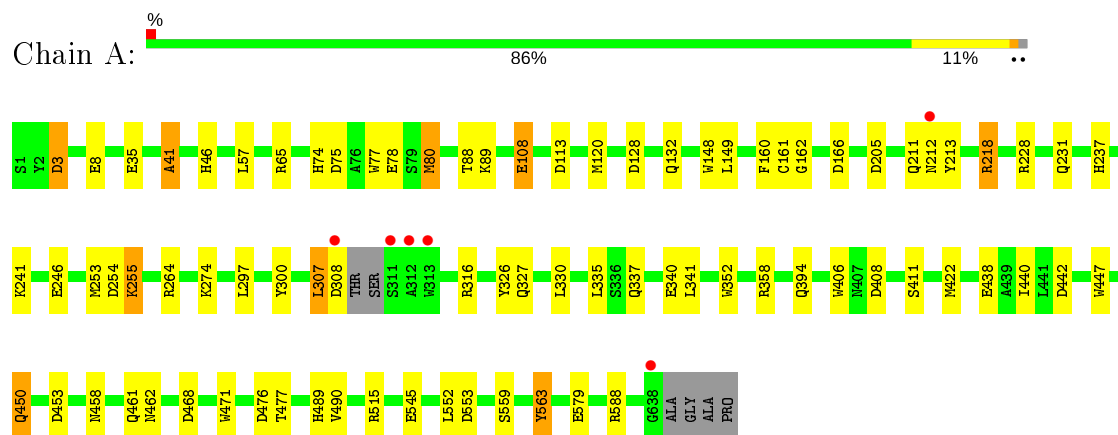 %
Chain A:
86%
11%
••
S1 Y2 D3 E8 E35 A41 H46 L57 R65 H74 D75 A76 W77 E78 S79 M80 T88 K89 E108 D113 M120 D128 Q132 W148 L149 F160 C161 G162 D166 D205 Q211 N212 Y213 R218 R228 Q231 H237
K241 E246 M253 D254 K255 R264 K274 L297 Y300 L307 D308 THR SER S311 A312 W313 R316 Y326 Q327 L330 L335 S336 Q337 E340 L341 W352 R358 Q394 W406 N407 D408 S411 M422 E438 A439 I440 L441 D442 W447
Q450 D453 N458 Q461 N462 D468 W471 D476 T477 H489 V490 R515 E545 L552 D553 S559 Y563 E579 R588 G638 ALA GLY ALA PRO